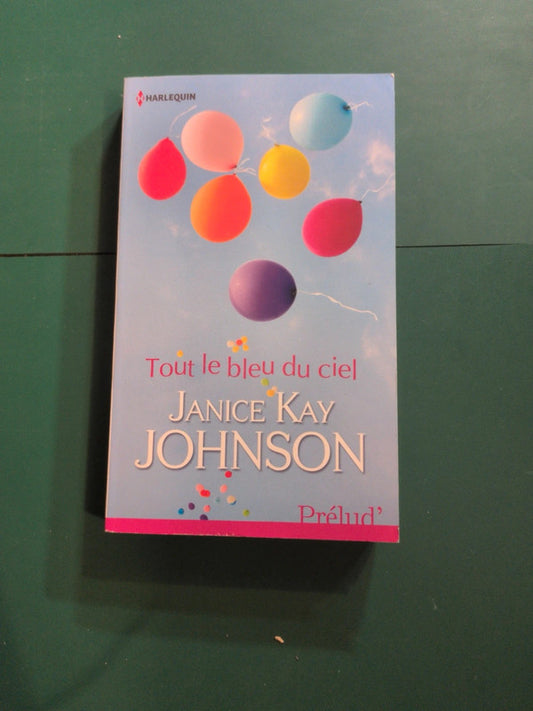 HARLEQUIN
Tout le bleu du ciel
JANICE KAY
JOHNSON
Prélud'